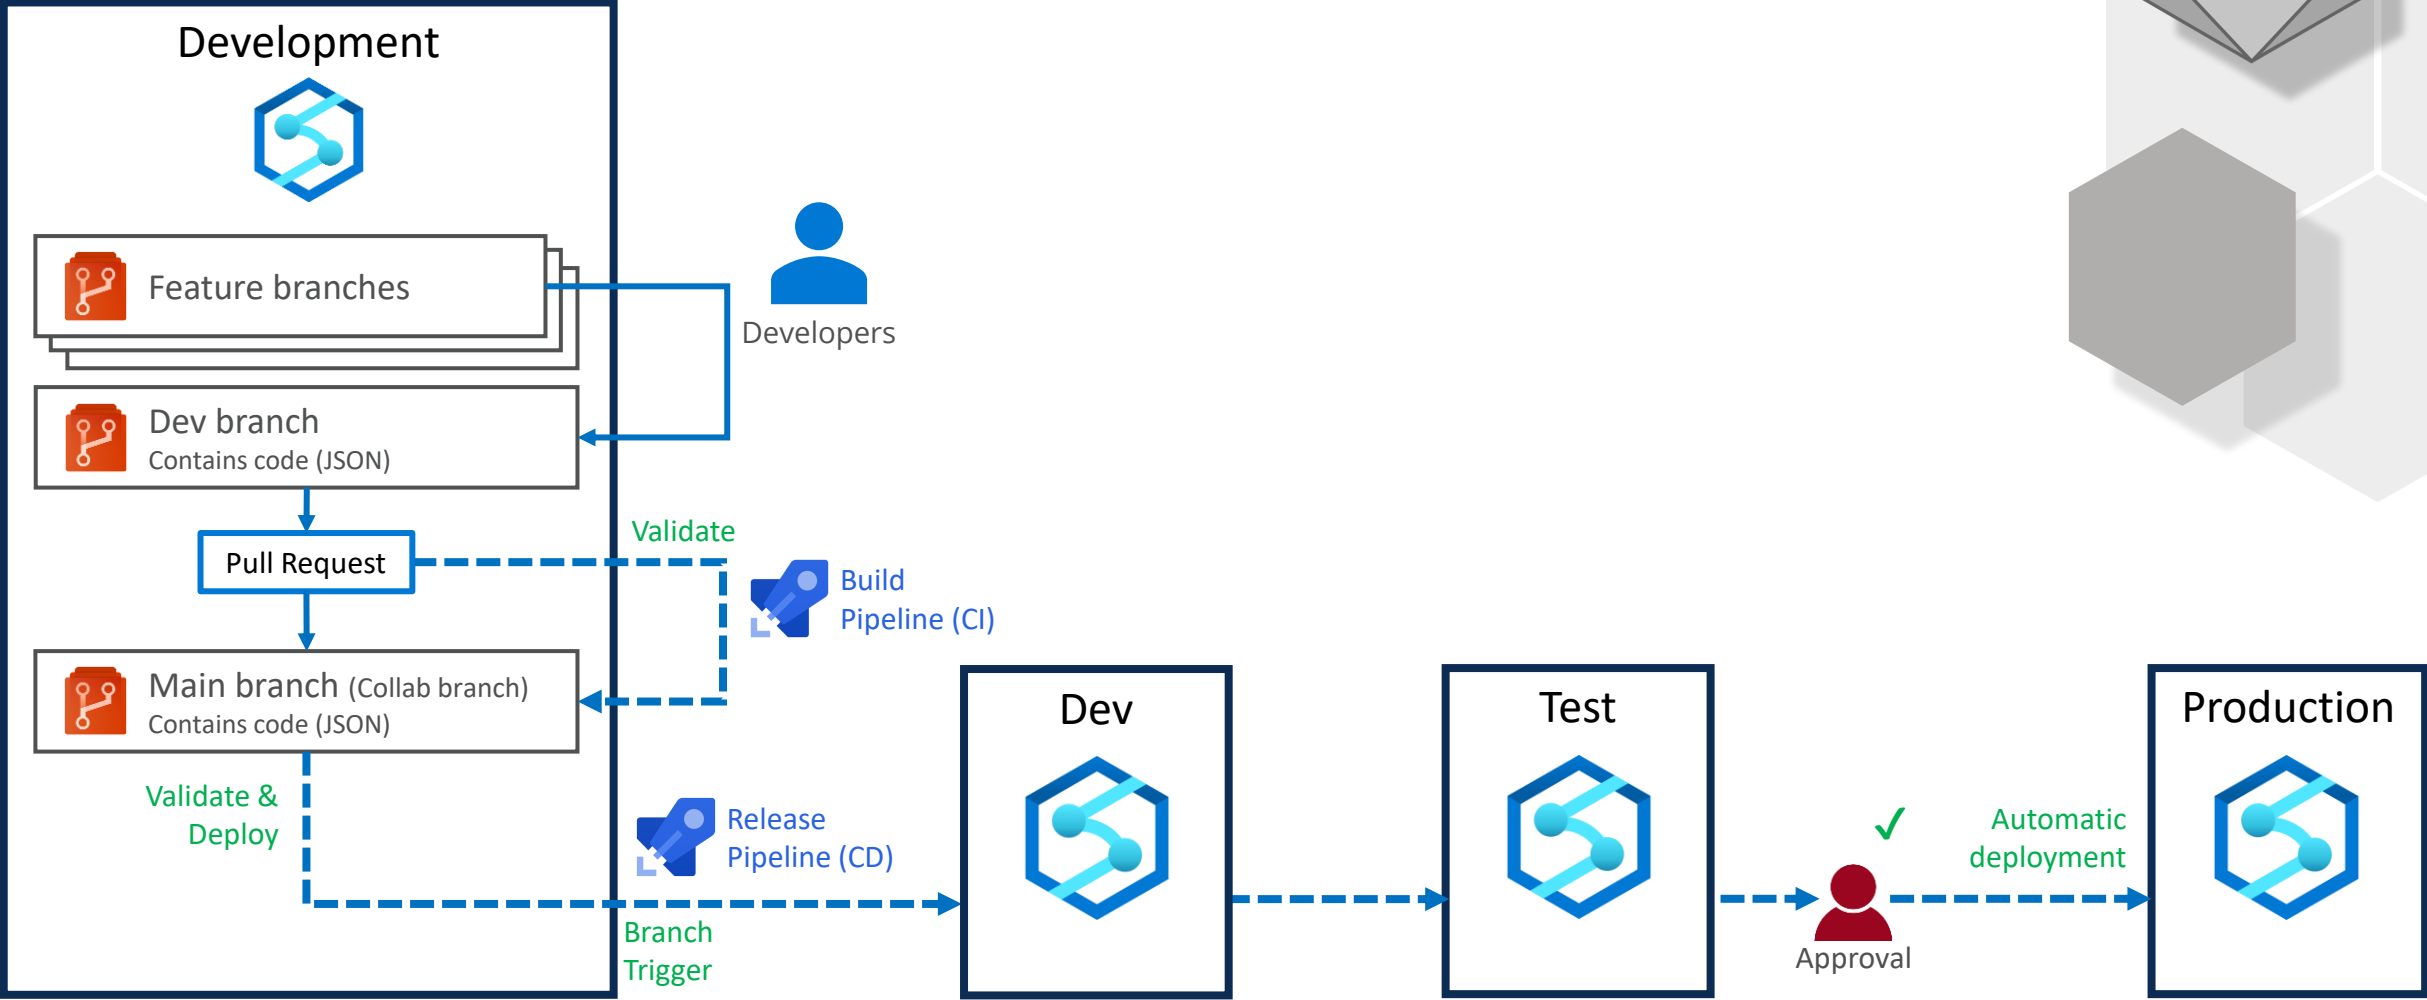 Development
Feature branches
Developers
Dev branch
Contains code (JSON)
Validate
Pull Request
Build
Pipeline (CI)
Main branch (Collab branch)
Contains code (JSON)
Validate &
Deploy
Release
Pipeline (CD)
Branch
Trigger
Dev
Test
✓
Approval
Automatic
deployment
Production